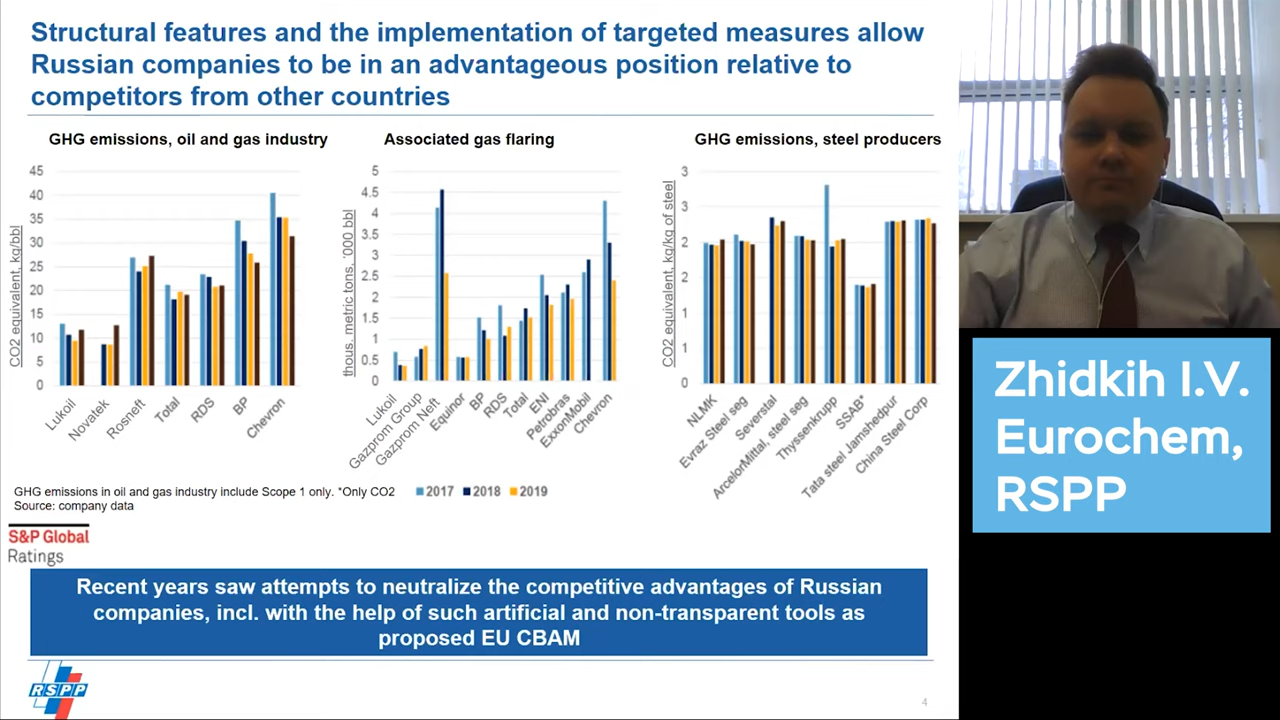 Structural features and the implementation of targeted measures allow
Russian companies to be in an advantageous position relative to
competitors from other countries
GHG emissions, oil and gas industry
CO2 equivalent, kg/bbl
45
40
35
30
25
20
15
10
5
0
Lukoil
Novatek
Rosneft
Total
RDS
BP
Chevron
Associated gas flaring
thous. metric tons, '000 bbl
5
4.5
4
3.5
3
2.5
2
1.5
1
0.5
0
Lukoil
Gazprom Group
Gazprom Neft
Equinor
BP
RDS
Total
ENI
Petrobras
ExxonMobil
Chevron
GHG emissions, steel producers
CO2 equivalent, kg/kg of steel
3
3
2
2
1
1
0
NLMK
Evraz Steel seg
Severstal
ArcelorMittal, steel seg
Thyssenkrupp
SSAB*
Tata steel Jamshedpur
China Steel Corp
GHG emissions in oil and gas industry include Scope 1 only. *Only CO2
Source: company data
2017 2018 2019
S&P Global
Ratings
Recent years saw attempts to neutralize the competitive advantages of Russian
companies, incl. with the help of such artificial and non-transparent tools as
proposed EU CBAM
RSPP
4
Zhidkih I.V.
Eurochem,
RSPP